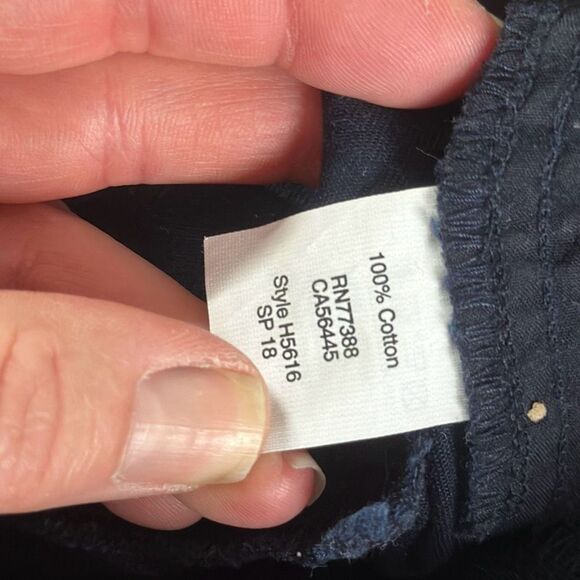 100% Cotton
RN77388
CA56445
Style H5616
SP 18